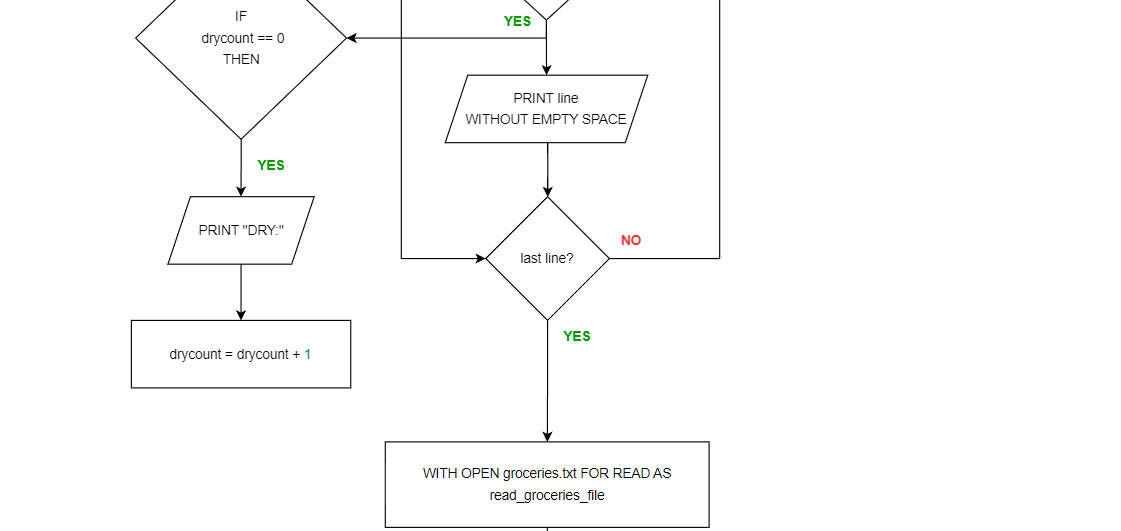 IF
drycount == 0
THEN
YES
PRINT line
WITHOUT EMPTY SPACE
YES
PRINT "DRY:"
NO
last line?
YES
drycount = drycount + 1
WITH OPEN groceries.txt FOR READ AS
read_groceries_file